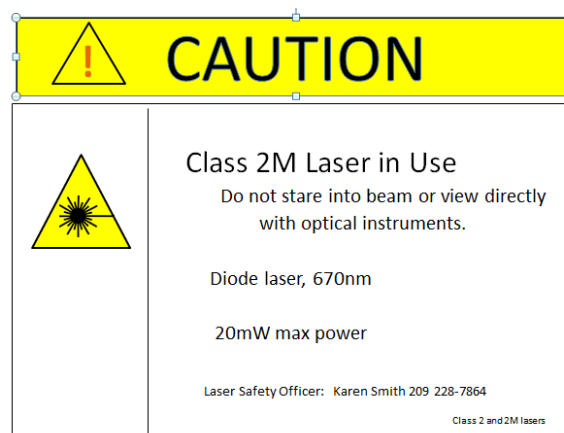 !
CAUTION
Class 2M Laser in Use
Do not stare into beam or view directly
with optical instruments.
Diode laser, 670nm
20mW max power
Laser Safety Officer: Karen Smith 209 228-7864
Class 2 and 2M lasers